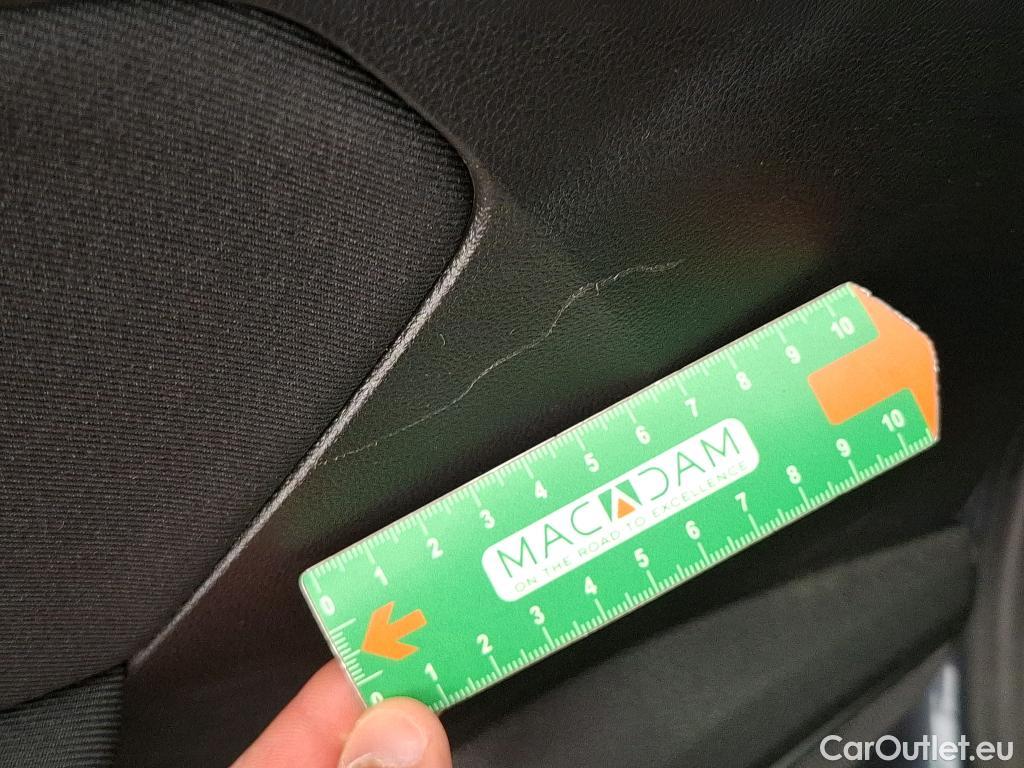 0 1 2 3 4 5 6 7 8 9 10
MACADAM
ON THE ROAD TO EXCELLENCE
0 1 2 3 4 5 6 7 8 9 10
CarOutlet.eu